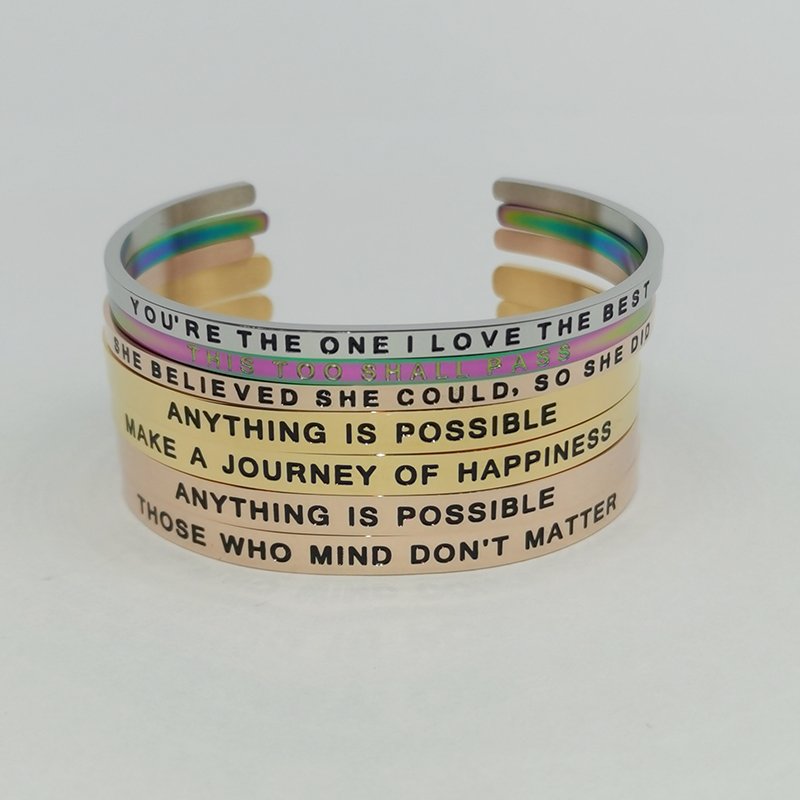 YOU'RE THE ONE I LOVE THE BEST
THIS TOO SHALL PASS
SHE BELIEVED SHE COULD, SO SHE DID
ANYTHING IS POSSIBLE
MAKE A JOURNEY OF HAPPINESS
ANYTHING IS POSSIBLE
THOSE WHO MIND DON'T MATTER